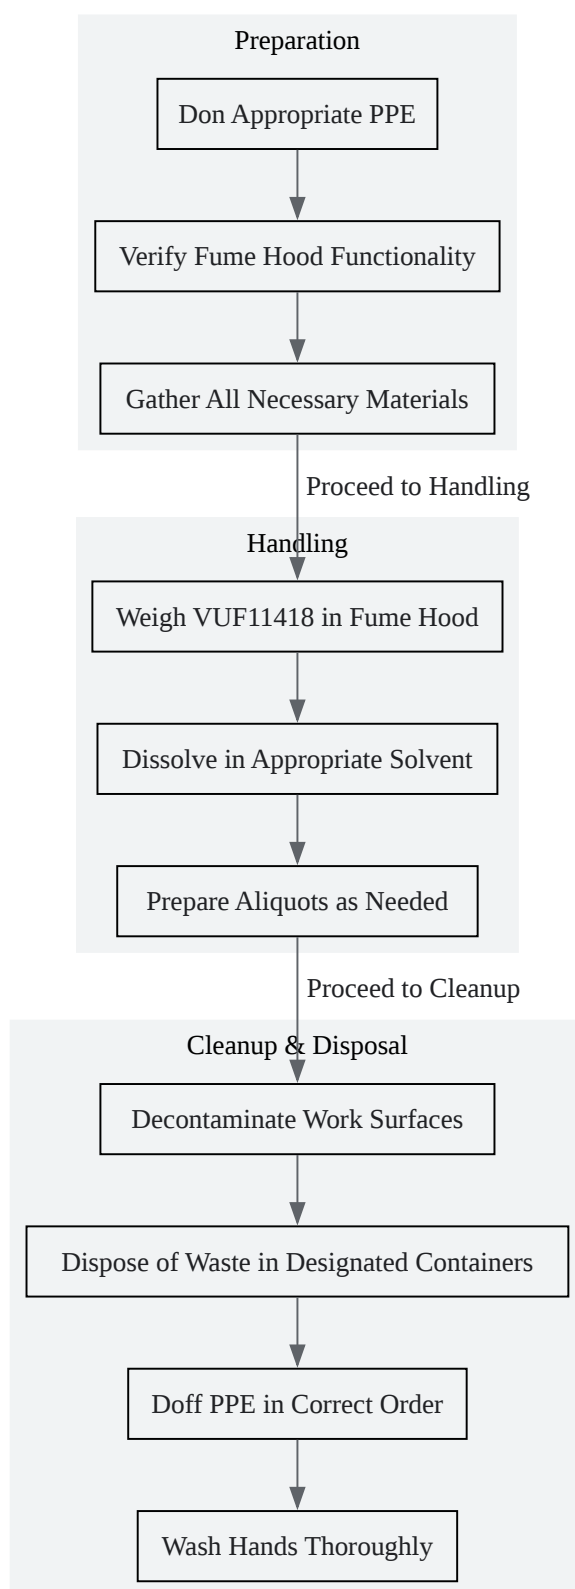 Preparation
Don Appropriate PPE
Verify Fume Hood Functionality
Gather All Necessary Materials
Proceed to Handling
Handling
Weigh VUF11418 in Fume Hood
Dissolve in Appropriate Solvent
Prepare Aliquots as Needed
Proceed to Cleanup
Cleanup & Disposal
Decontaminate Work Surfaces
Dispose of Waste in Designated Containers
Doff PPE in Correct Order
Wash Hands Thoroughly